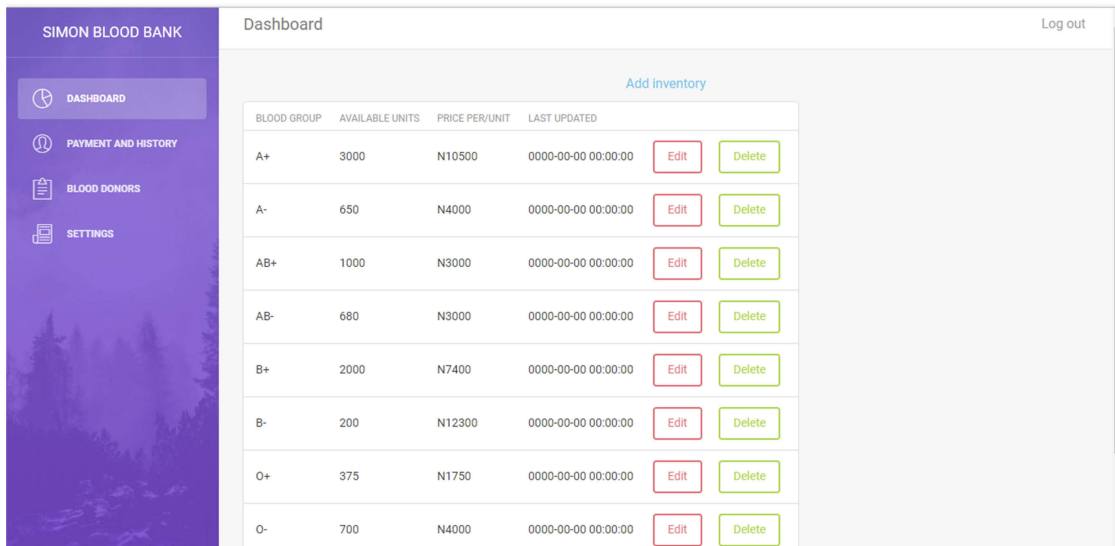 SIMON BLOOD BANK
DASHBOARD
PAYMENT AND HISTORY
BLOOD DONORS
SETTINGS
Dashboard Log out
Add inventory
BLOOD GROUP AVAILABLE UNITS PRICE PER/UNIT LAST UPDATED
A+ 3000 N10500 0000-00-00 00:00:00 Edit Delete
A- 650 N4000 0000-00-00 00:00:00 Edit Delete
AB+ 1000 N3000 0000-00-00 00:00:00 Edit Delete
AB- 680 N3000 0000-00-00 00:00:00 Edit Delete
B+ 2000 N7400 0000-00-00 00:00:00 Edit Delete
B- 200 N12300 0000-00-00 00:00:00 Edit Delete
O+ 375 N1750 0000-00-00 00:00:00 Edit Delete
O- 700 N4000 0000-00-00 00:00:00 Edit Delete